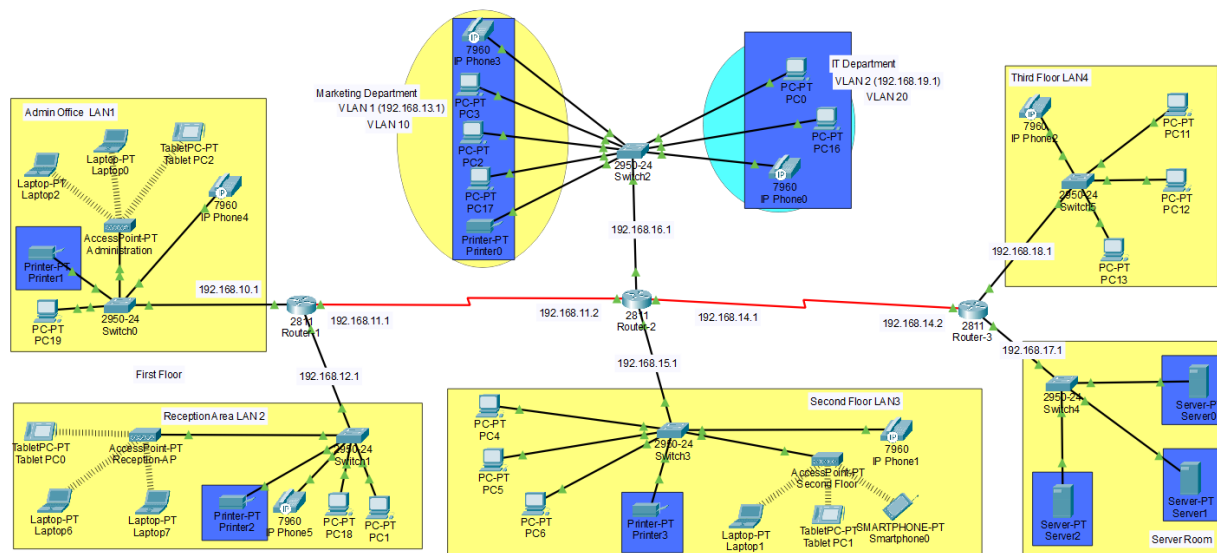 Admin Office LAN1
Laptop-PT
Laptop2
Laptop-PT
Laptop0
TabletPC-PT
Tablet PC2
IP
7960
IP Phone4
AccessPoint-PT
Administration
Printer-PT
Printer1
PC-PT
PC19
2950-24
Switch0
192.168.10.1
2811
Router-1
192.168.11.1
First Floor
192.168.12.1
Reception Area LAN 2
TabletPC-PT
Tablet PC0
AccessPoint-PT
Reception-AP
Laptop-PT
Laptop6
Laptop-PT
Laptop7
Printer-PT
Printer2
IP
7960
IP Phone5
PC-PT
PC18
PC-PT
PC1
2950-24
Switch1
Marketing Department
VLAN 1 (192.168.13.1)
VLAN 10
IP
7960
IP Phone3
PC-PT
PC3
PC-PT
PC2
PC-PT
PC17
Printer-PT
Printer0
2950-24
Switch2
IT Department
VLAN 2 (192.168.19.1)
VLAN 20
PC-PT
PC0
PC-PT
PC16
IP
7960
IP Phone0
192.168.16.1
192.168.11.2
2811
Router-2
192.168.14.1
192.168.15.1
Second Floor LAN3
PC-PT
PC4
PC-PT
PC5
PC-PT
PC6
2950-24
Switch3
Printer-PT
Printer3
IP
7960
IP Phone1
AccessPoint-PT
Second Floor
Laptop-PT
Laptop1
TabletPC-PT
Tablet PC1
SMARTPHONE-PT
Smartphone0
Third Floor LAN4
IP
7960
IP Phone2
PC-PT
PC11
PC-PT
PC12
PC-PT
PC13
2950-24
Switch5
192.168.18.1
192.168.14.2
2811
Router-3
192.168.17.1
2950-24
Switch4
Server-PT
Server0
Server-PT
Server1
Server-PT
Server2
Server Room